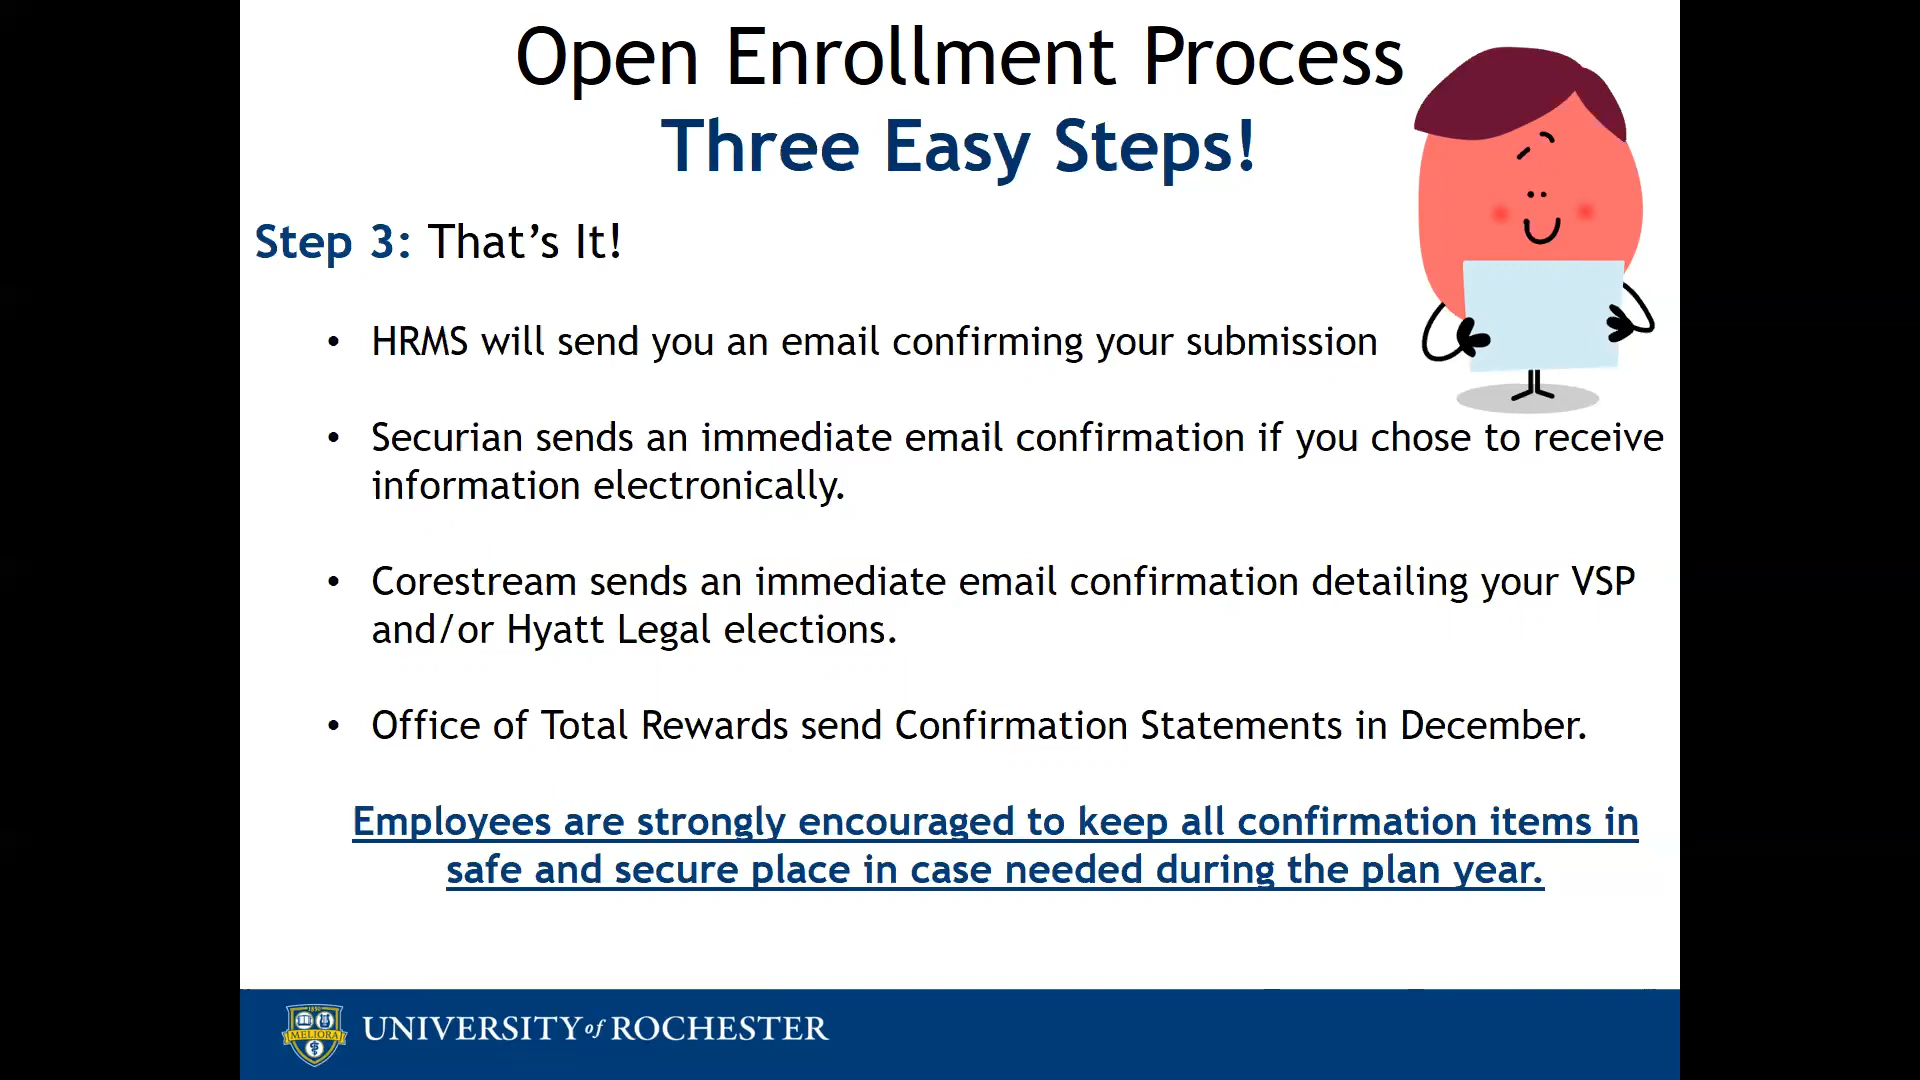 Open Enrollment Process
Three Easy Steps!
Step 3: That’s It!
• HRMS will send you an email confirming your submission
• Securian sends an immediate email confirmation if you chose to receive
information electronically.
• Corestream sends an immediate email confirmation detailing your VSP
and/or Hyatt Legal elections.
• Office of Total Rewards send Confirmation Statements in December.
Employees are strongly encouraged to keep all confirmation items in
safe and secure place in case needed during the plan year.
1850
MELIORA
UNIVERSITY of ROCHESTER